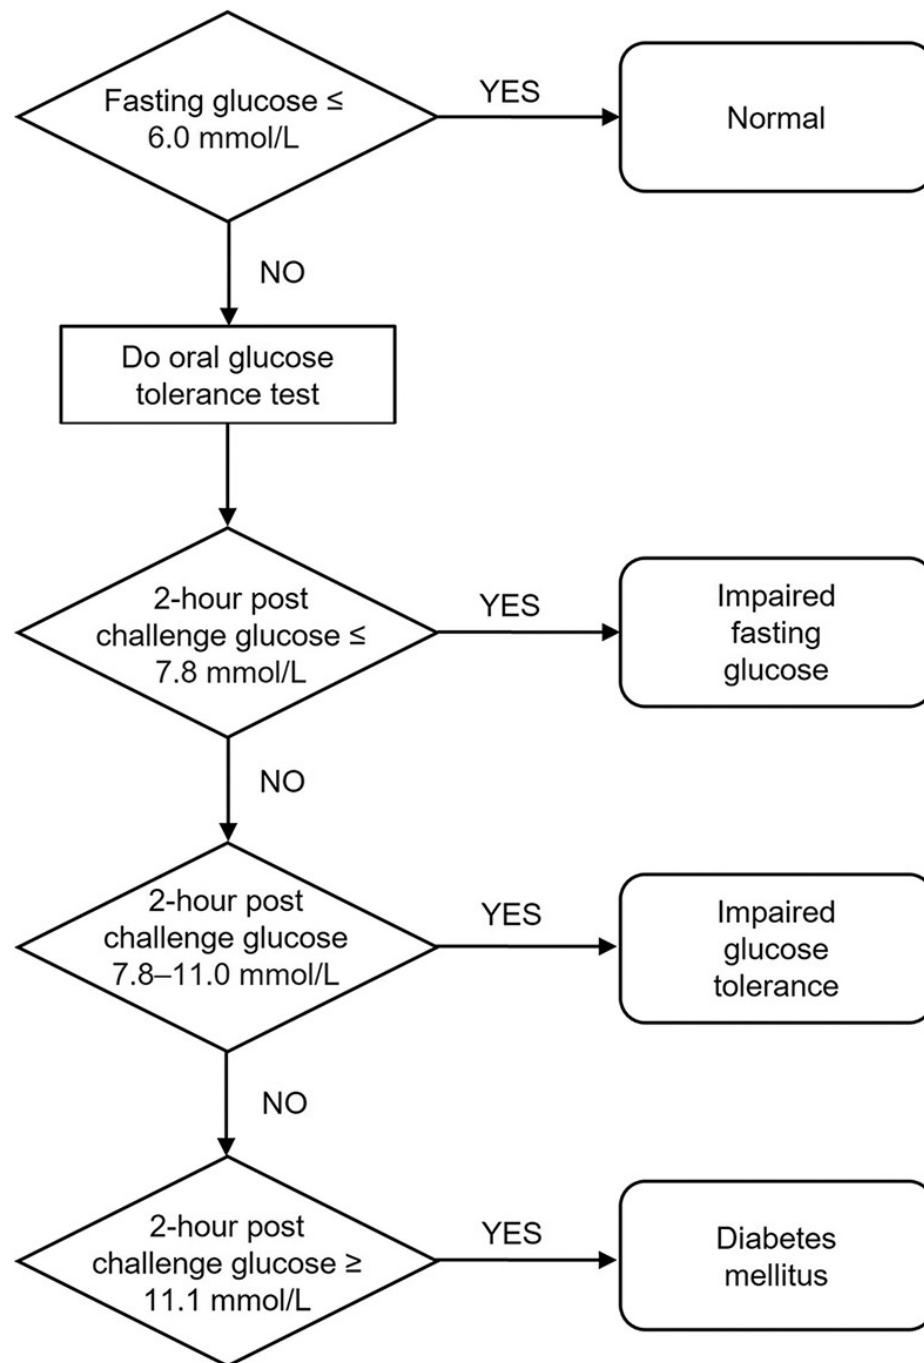 Fasting glucose ≤
6.0 mmol/L
YES
Normal
NO
Do oral glucose
tolerance test
2-hour post
challenge glucose ≤
7.8 mmol/L
YES
Impaired
fasting
glucose
NO
2-hour post
challenge glucose
7.8–11.0 mmol/L
YES
Impaired
glucose
tolerance
NO
2-hour post
challenge glucose ≥
11.1 mmol/L
YES
Diabetes
mellitus